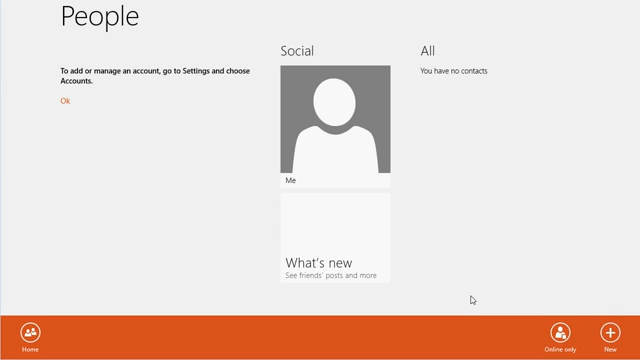 People
To add or manage an account, go to Settings and choose
Accounts.
Ok
Social
Me
What's new
See friends' posts and more
All
You have no contacts
Home
Online only
New